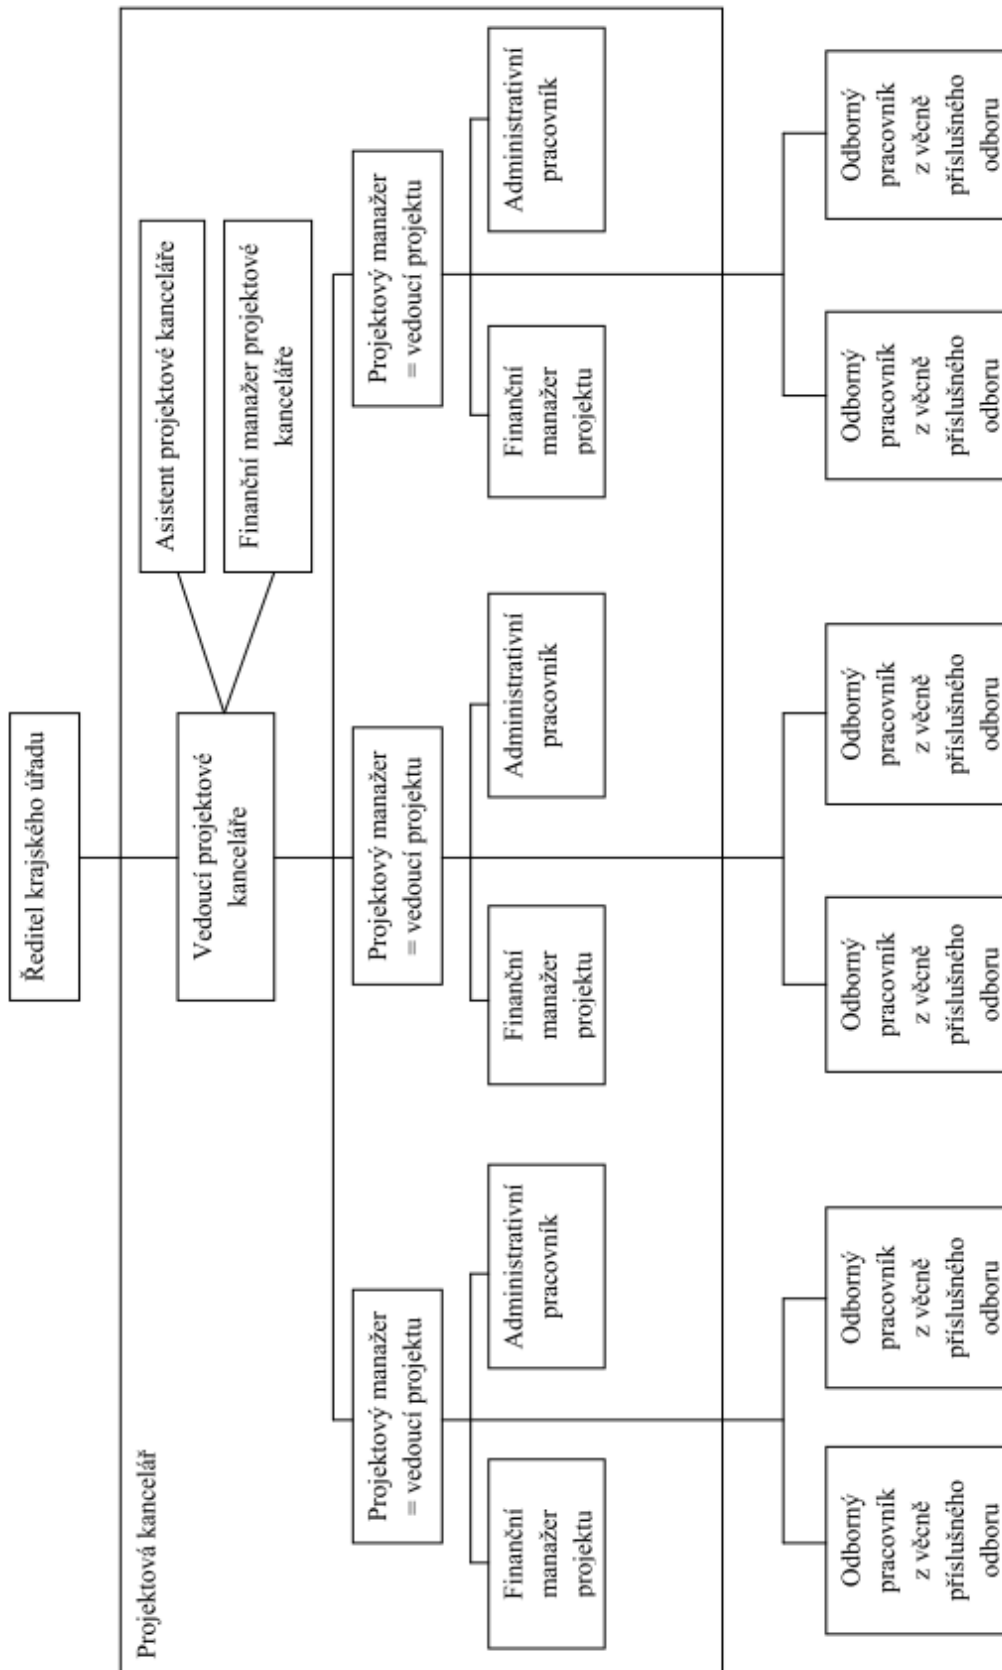 Ředitel krajského úřadu
Projektová kancelář
Vedoucí projektové
kanceláře
Asistent projektové kanceláře
Finanční manažer projektové
kanceláře
Projektový manažer
= vedoucí projektu
Projektový manažer
= vedoucí projektu
Projektový manažer
= vedoucí projektu
Finanční
manažer
projektu
Administrativní
pracovník
Finanční
manažer
projektu
Administrativní
pracovník
Finanční
manažer
projektu
Administrativní
pracovník
Odborný
pracovník
z věcně
příslušného
odboru
Odborný
pracovník
z věcně
příslušného
odboru
Odborný
pracovník
z věcně
příslušného
odboru
Odborný
pracovník
z věcně
příslušného
odboru
Odborný
pracovník
z věcně
příslušného
odboru
Odborný
pracovník
z věcně
příslušného
odboru